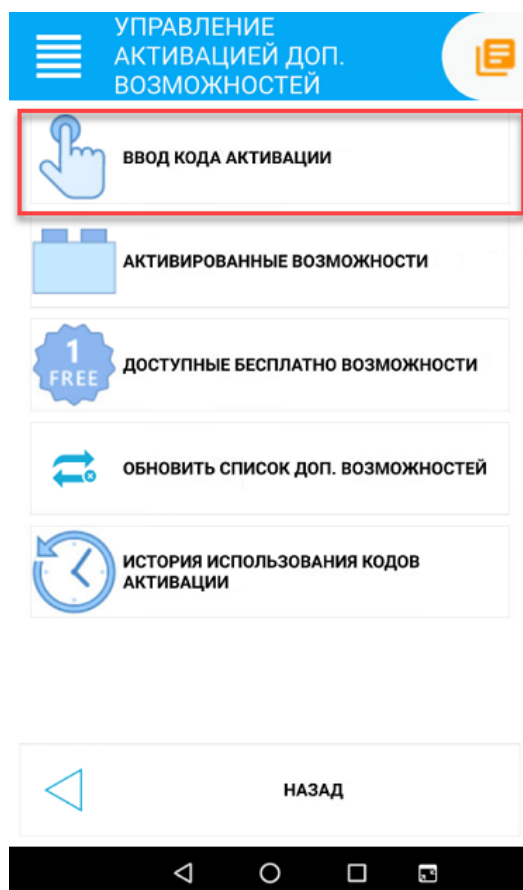 УПРАВЛЕНИЕ
АКТИВАЦИЕЙ ДОП.
ВОЗМОЖНОСТЕЙ
ВВОД КОДА АКТИВАЦИИ
АКТИВИРОВАННЫЕ ВОЗМОЖНОСТИ
1
FREE
ДОСТУПНЫЕ БЕСПЛАТНО ВОЗМОЖНОСТИ
ОБНОВИТЬ СПИСОК ДОП. ВОЗМОЖНОСТЕЙ
ИСТОРИЯ ИСПОЛЬЗОВАНИЯ КОДОВ
АКТИВАЦИИ
НАЗАД